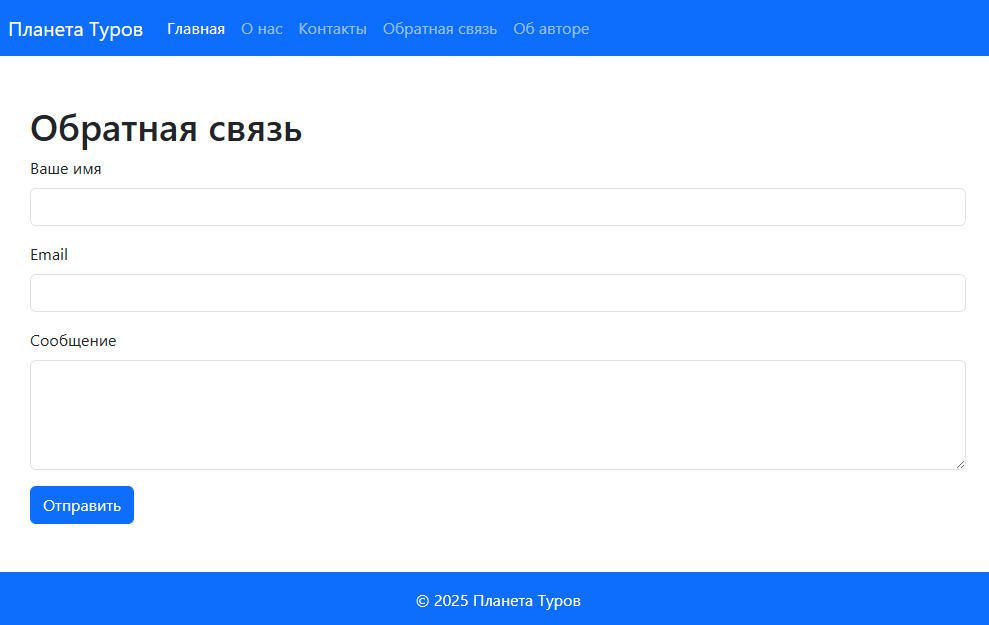 Планета Туров Главная О нас Контакты Обратная связь Об авторе
Обратная связь
Ваше имя
Email
Сообщение
Отправить
© 2025 Планета Туров